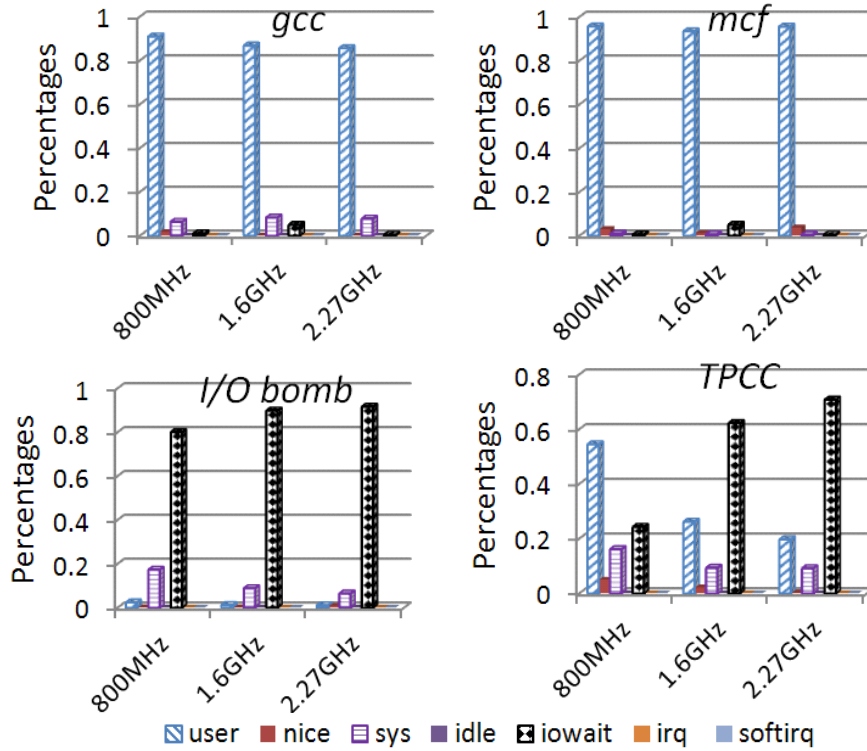 gcc
Percentages
1
0.8
0.6
0.4
0.2
0
800MHz
1.6GHz
2.27GHz
mcf
Percentages
1
0.8
0.6
0.4
0.2
0
800MHz
1.6GHz
2.27GHz
I/O bomb
Percentages
1
0.8
0.6
0.4
0.2
0
800MHz
1.6GHz
2.27GHz
TPCC
Percentages
0.8
0.6
0.4
0.2
0
800MHz
1.6GHz
2.27GHz
user nice sys idle iowait irq softirq